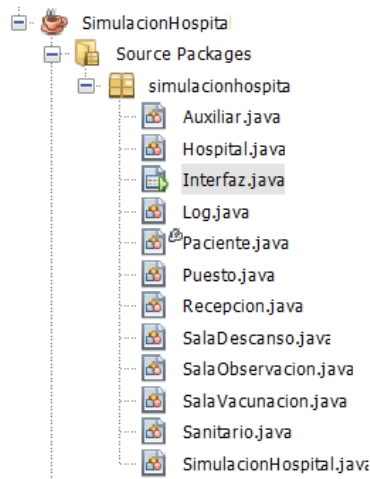 SimulacionHospital
Source Packages
simulacionhospita
Auxiliar.java
Hospital.java
Interfaz.java
Log.java
Paciente.java
Puesto.java
Recepcion.java
SalaDescanso.java
SalaObservacion.java
SalaVacunacion.java
Sanitario.java
SimulacionHospital.java